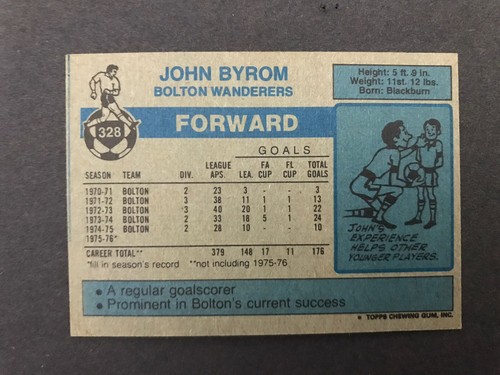 328
JOHN BYROM
BOLTON WANDERERS
Height: 5 ft. 9 in.
Weight: 11st. 12 lbs.
Born: Blackburn
FORWARD
GOALS
SEASON TEAM DIV. LEAGUE APS. LEA. FA CUP FL CUP TOTAL GOALS
1970-71 BOLTON 2 23 3 - - 3
1971-72 BOLTON 3 38 11 1 1 13
1972-73 BOLTON 3 40 20 1 1 22
1973-74 BOLTON 2 33 18 5 1 24
1974-75 BOLTON 2 28 10 - - 10
1975-76*
CAREER TOTAL** 379 148 17 11 176
*fill in season's record **not including 1975-76
JOHN'S
EXPERIENCE
HELPS OTHER
YOUNGER PLAYERS.
• A regular goalscorer
• Prominent in Bolton's current success
* TOPPS CHEWING GUM, INC.